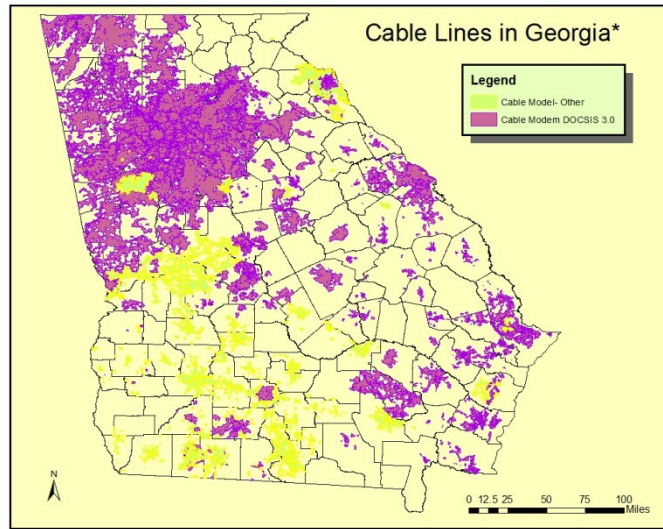 Cable Lines in Georgia*
Legend
Cable Model- Other
Cable Modem DOCSIS 3.0
N
0 12.5 25 50 75 100
Miles